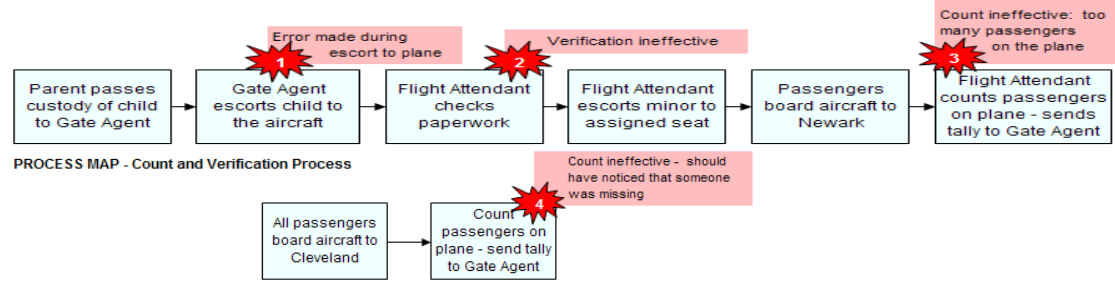 Error made during
escort to plane
1
Verification ineffective
2
Count ineffective: too
many passengers
on the plane
3
Parent passes
custody of child
to Gate Agent
Gate Agent
escorts child to
the aircraft
Flight Attendant
checks
paperwork
Flight Attendant
escorts minor to
assigned seat
Passengers
board aircraft to
Newark
Flight Attendant
counts passengers
on plane - sends
tally to Gate Agent
PROCESS MAP - Count and Verification Process
Count ineffective - should
have noticed that someone
was missing
4
All passengers
board aircraft to
Cleveland
Count
passengers on
plane - send tally
to Gate Agent